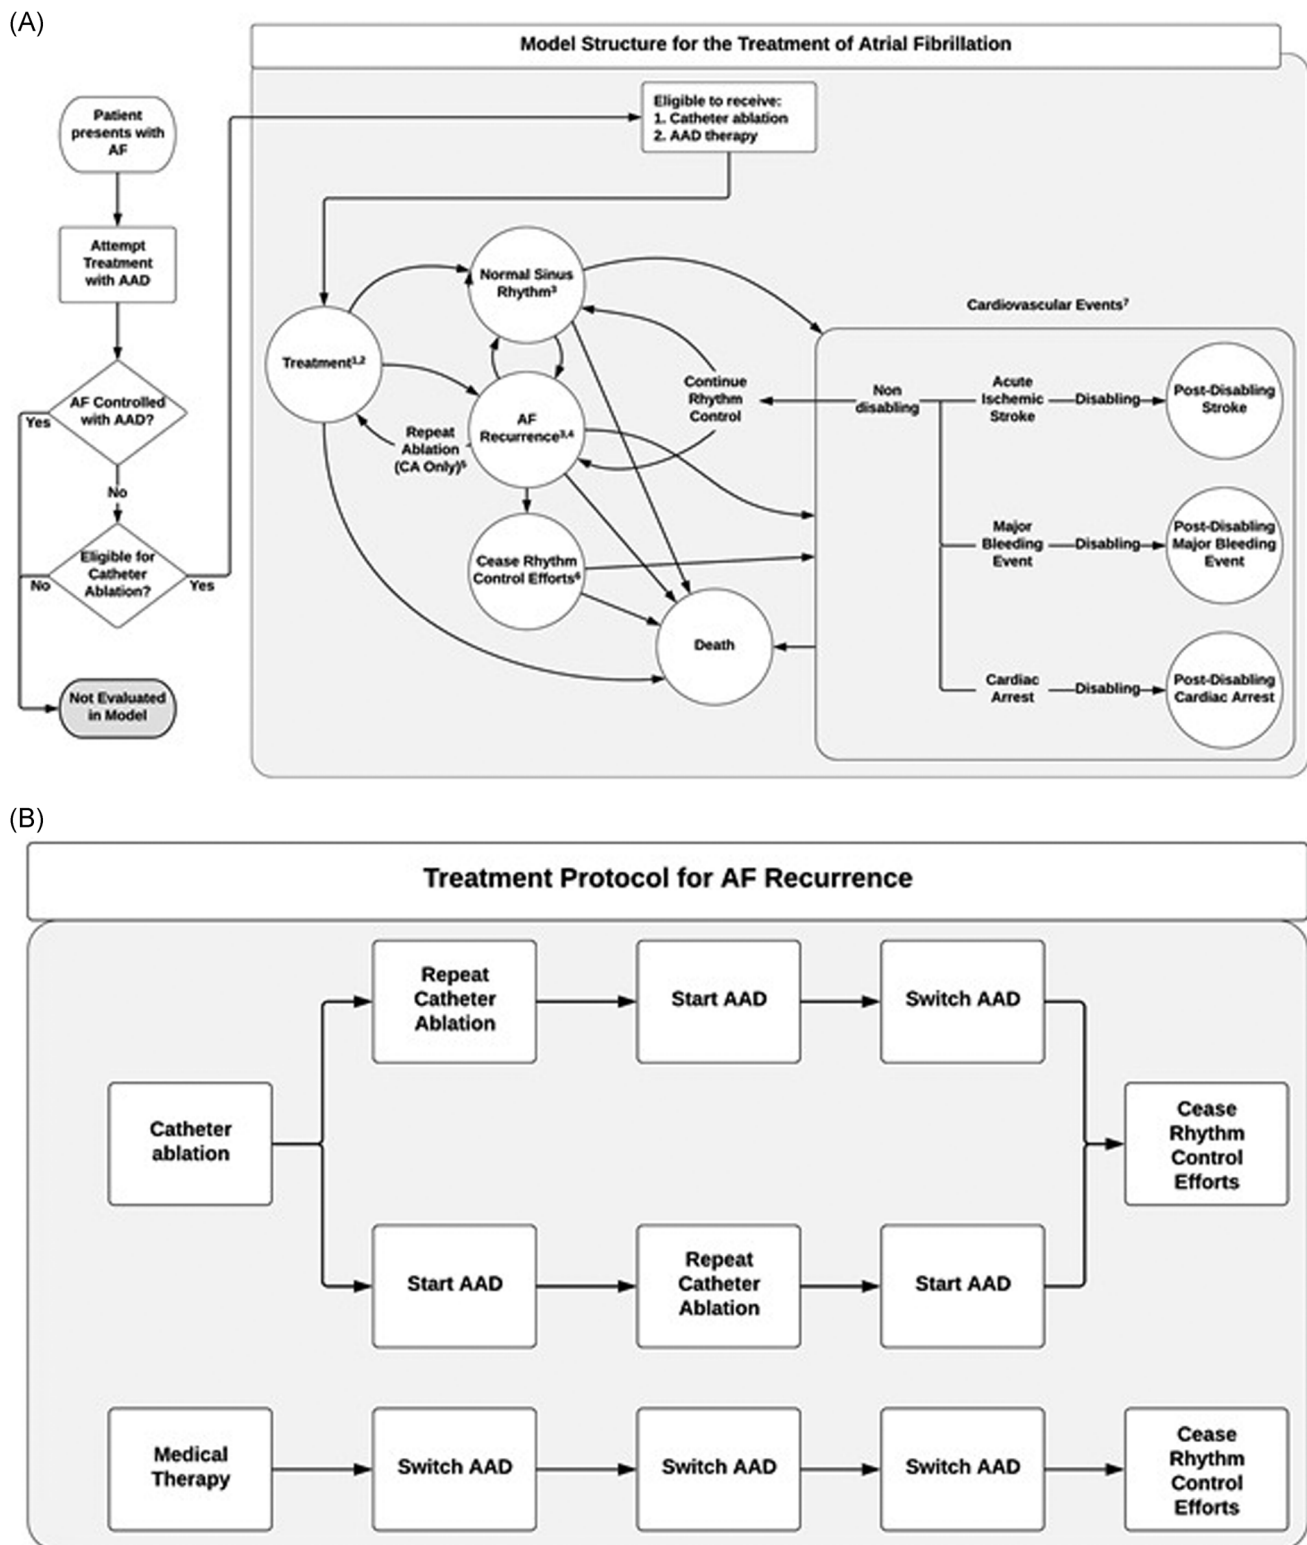 (A)
Model Structure for the Treatment of Atrial Fibrillation
Patient
presents with
AF
Attempt
Treatment
with AAD
AF Controlled
with AAD?
Yes
No
Eligible for
Catheter
Ablation?
No
Yes
Not Evaluated
in Model
Eligible to receive:
1. Catheter ablation
2. AAD therapy
Normal Sinus
Rhythm³
Treatment¹,²
AF
Recurrence³,⁴
Repeat
Ablation
(CA Only)⁵
Cease Rhythm
Control Efforts⁶
Death
Continue
Rhythm
Control
Cardiovascular Events⁷
Non
disabling
Acute
Ischemic
Stroke
Disabling
Post-Disabling
Stroke
Major
Bleeding
Event
Disabling
Post-Disabling
Major Bleeding
Event
Cardiac
Arrest
Disabling
Post-Disabling
Cardiac Arrest
(B)
Treatment Protocol for AF Recurrence
Catheter
ablation
Repeat
Catheter
Ablation
Start AAD
Switch AAD
Start AAD
Repeat
Catheter
Ablation
Start AAD
Cease
Rhythm
Control
Efforts
Medical
Therapy
Switch AAD
Switch AAD
Switch AAD
Cease
Rhythm
Control
Efforts